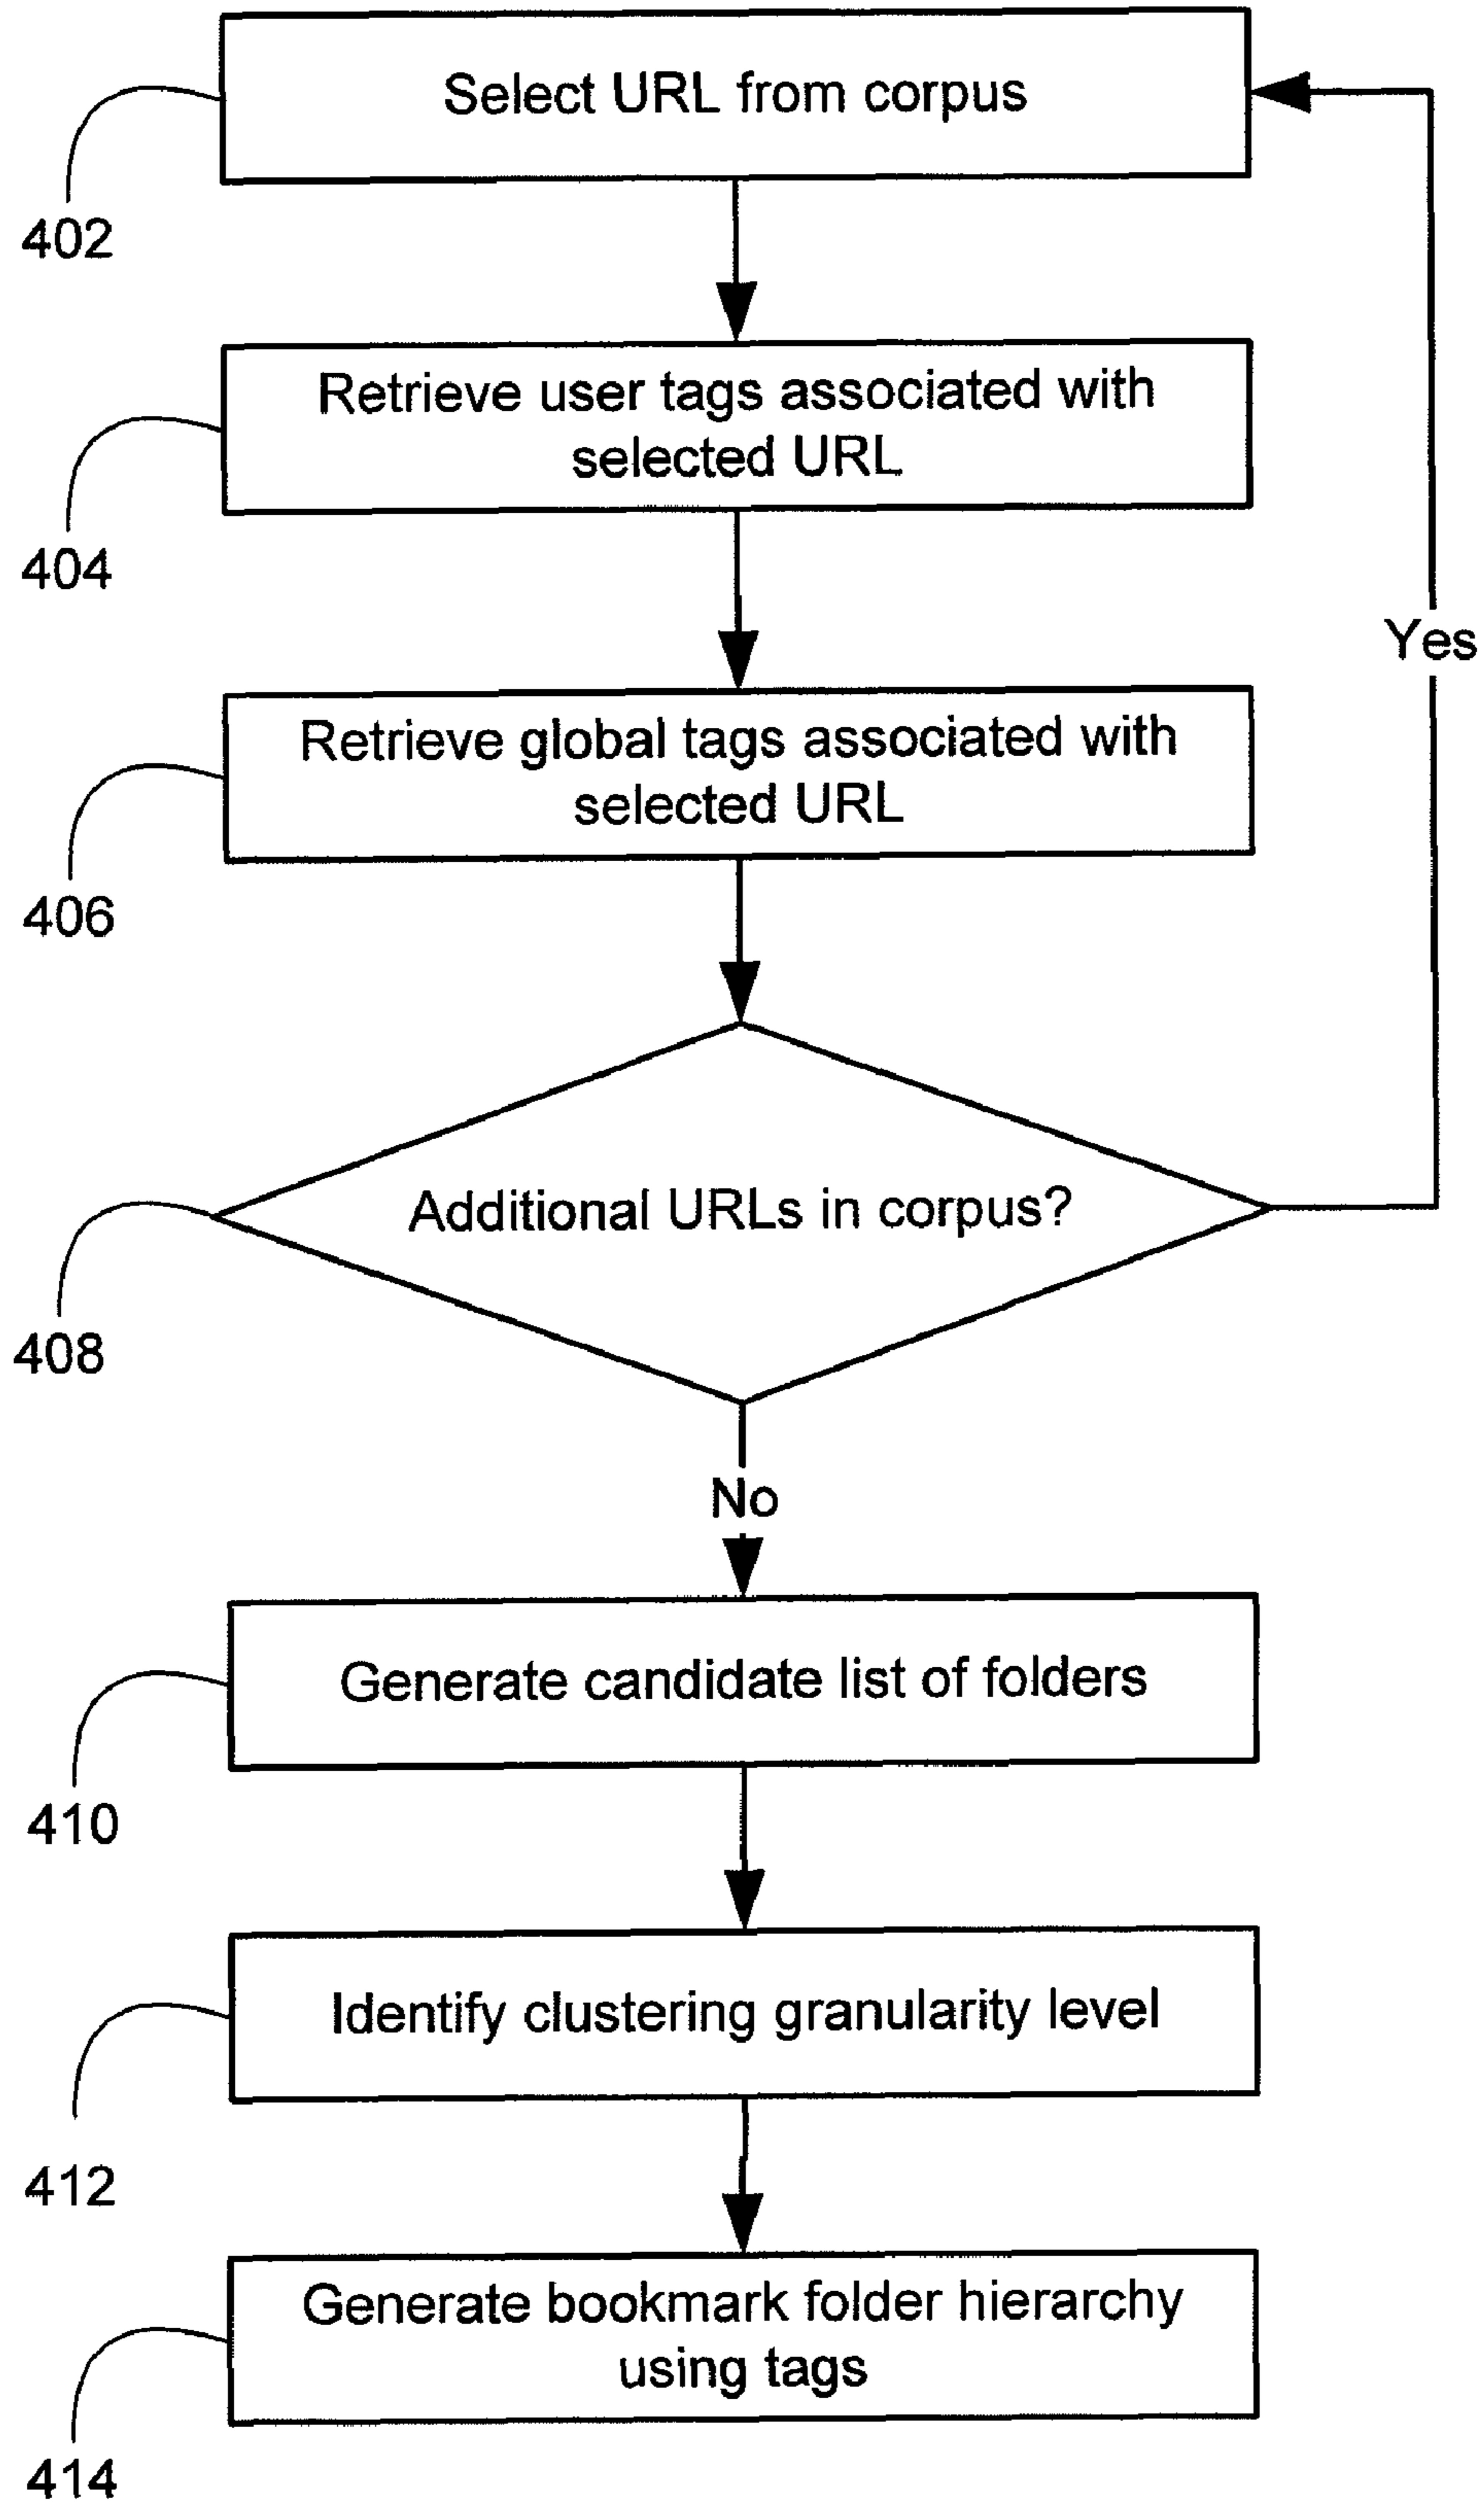 Select URL from corpus
402
Retrieve user tags associated with
selected URL
404
Yes
Retrieve global tags associated with
selected URL
406
Additional URLs in corpus?
408
No
Generate candidate list of folders
410
Identify clustering granularity level
412
Generate bookmark folder hierarchy
using tags
414